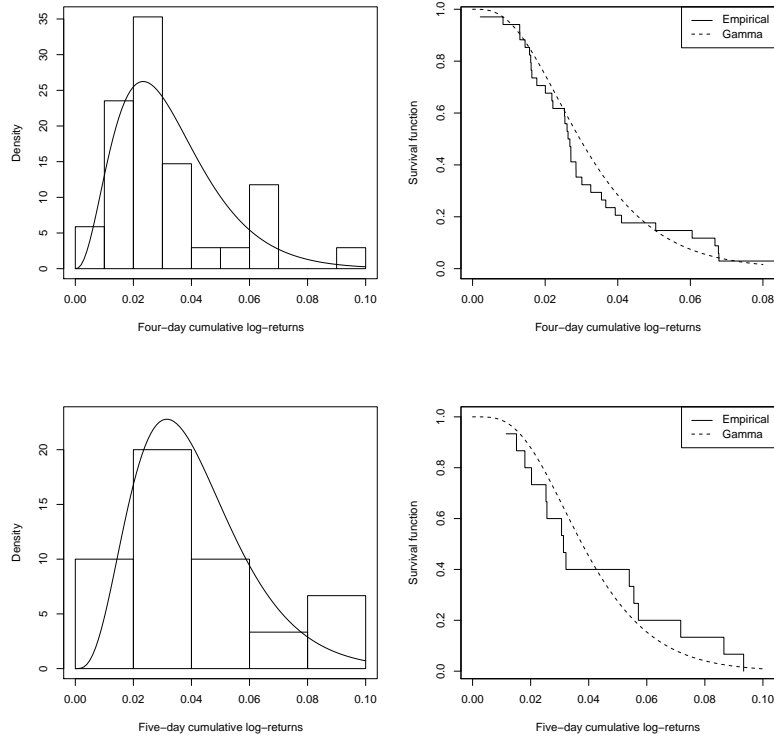 35
30
25
20
15
10
5
0
Density
0.00 0.02 0.04 0.06 0.08 0.10
Four−day cumulative log−returns
1.0
0.8
0.6
0.4
0.2
0.0
Survival function
Empirical
Gamma
0.00 0.02 0.04 0.06 0.08
Four−day cumulative log−returns
20
15
10
5
0
Density
0.00 0.02 0.04 0.06 0.08 0.10
Five−day cumulative log−returns
1.0
0.8
0.6
0.4
0.2
0.0
Survival function
Empirical
Gamma
0.00 0.02 0.04 0.06 0.08 0.10
Five−day cumulative log−returns